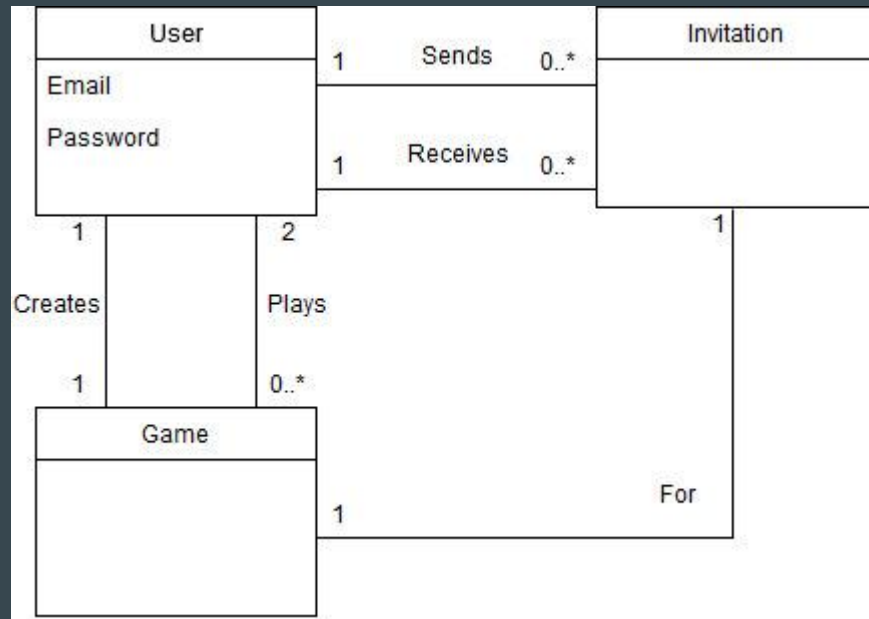 User
Invitation
Email
Password
1 Sends 0..*
1 Receives 0..*
1
2
1
Creates
Plays
1
0..*
Game
For
1